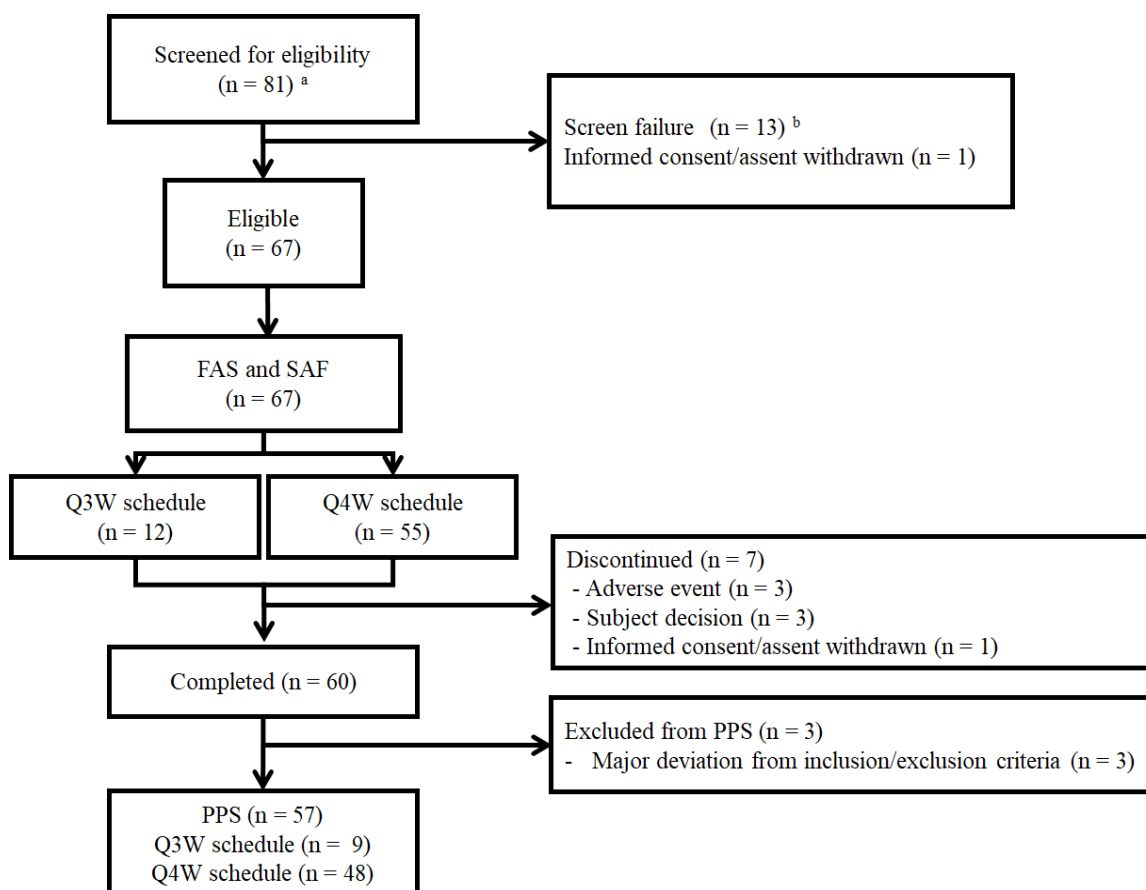 Screened for eligibility
(n = 81) ᵃ
Screen failure (n = 13) ᵇ
Informed consent/assent withdrawn (n = 1)
Eligible
(n = 67)
FAS and SAF
(n = 67)
Q3W schedule
(n = 12)
Q4W schedule
(n = 55)
Discontinued (n = 7)
- Adverse event (n = 3)
- Subject decision (n = 3)
- Informed consent/assent withdrawn (n = 1)
Completed (n = 60)
Excluded from PPS (n = 3)
- Major deviation from inclusion/exclusion criteria (n = 3)
PPS (n = 57)
Q3W schedule (n = 9)
Q4W schedule (n = 48)